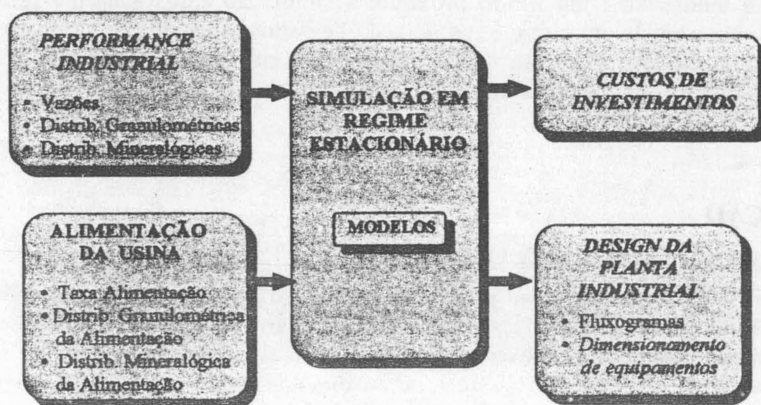 PERFORMANCE
INDUSTRIAL
• Vazões
• Distrib. Granulométricas
• Distrib. Mineralógicas
ALIMENTAÇÃO
DA USINA
• Taxa Alimentação
• Distrib. Granulométrica
da Alimentação
• Distrib. Mineralógica
da Alimentação
SIMULAÇÃO EM
REGIME
ESTACIONÁRIO
MODELOS
CUSTOS DE
INVESTIMENTOS
DESIGN DA
PLANTA
INDUSTRIAL
• Fluxogramas
• Dimensionamento
de equipamentos